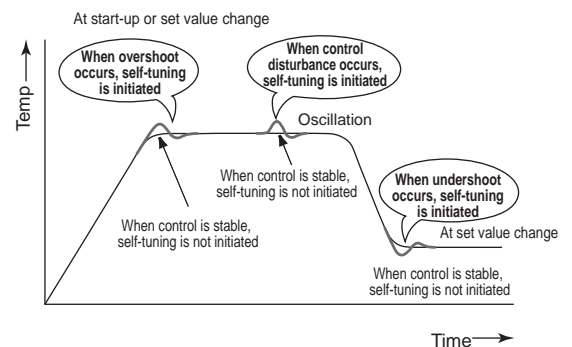 At start-up or set value change
Temp
When overshoot
occurs, self-tuning
is initiated
When control
disturbance occurs,
self-tuning is initiated
Oscillation
When control is stable,
self-tuning is not initiated
When control is stable,
self-tuning is not initiated
When undershoot
occurs, self-tuning
is initiated
At set value change
When control is stable,
self-tuning is not initiated
Time